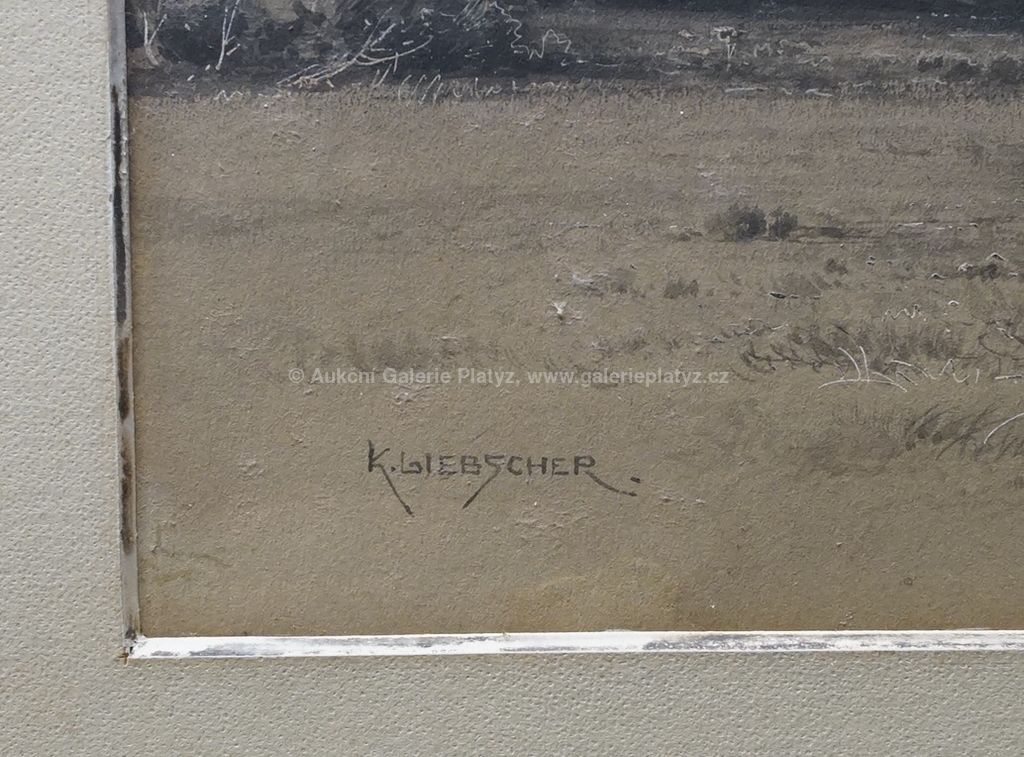 © Aukční Galerie Platýz, www.galerieplatyz.cz
K. LIEBSCHER.